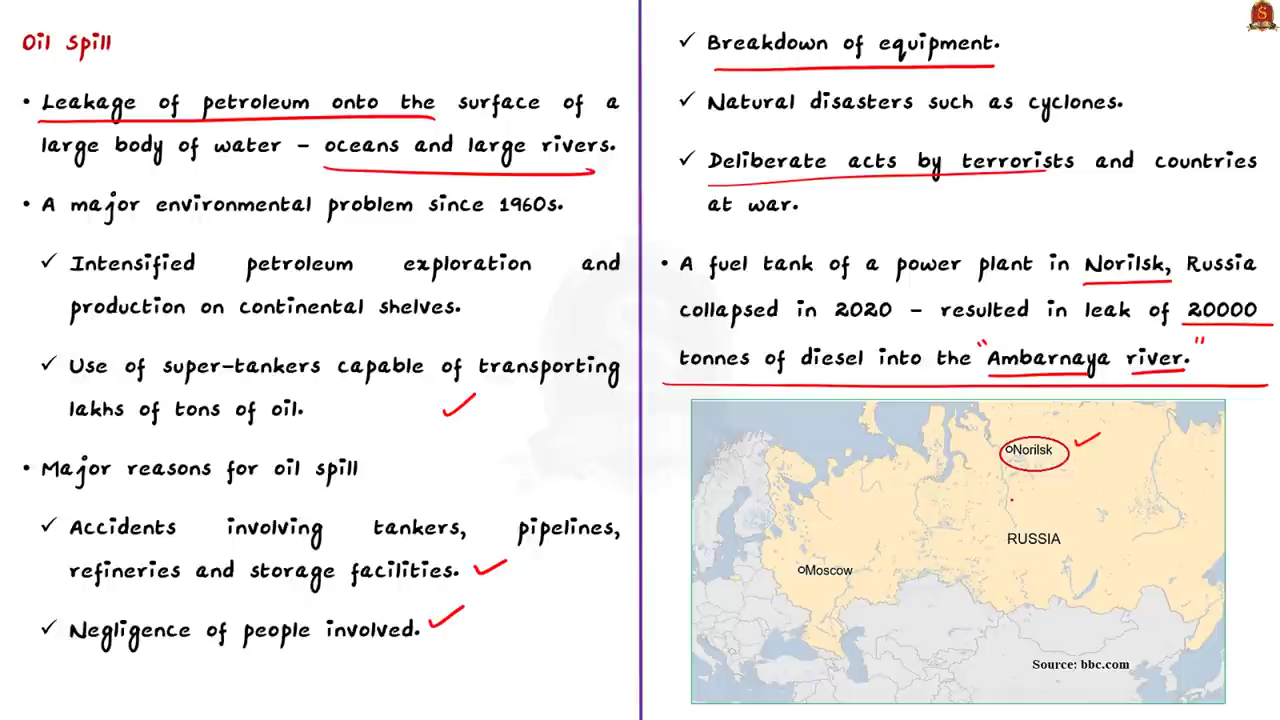 Oil Spill
• Leakage of petroleum onto the surface of a
large body of water – oceans and large rivers.
• A major environmental problem since 1960s.
✓ Intensified petroleum exploration and
production on continental shelves.
✓ Use of super-tankers capable of transporting
lakhs of tons of oil.
• Major reasons for oil spill
✓ Accidents involving tankers, pipelines,
refineries and storage facilities.
✓ Negligence of people involved.
✓ Breakdown of equipment.
✓ Natural disasters such as cyclones.
✓ Deliberate acts by terrorists and countries
at war.
• A fuel tank of a power plant in Norilsk, Russia
collapsed in 2020 – resulted in leak of 20000
tonnes of diesel into the "Ambarnaya river."
Norilsk
RUSSIA
Moscow
Source: bbc.com